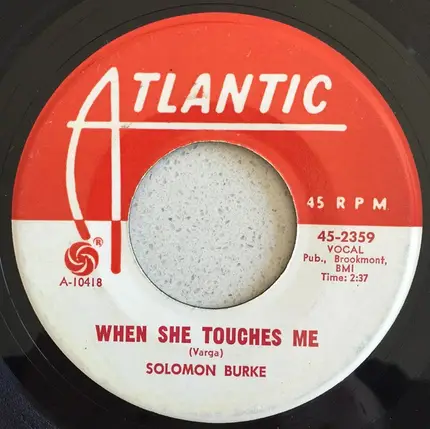 ATLANTIC
45 RPM
®
A-10418
45-2359
VOCAL
Pub., Brookmont,
BMI
Time: 2:37
WHEN SHE TOUCHES ME
(Varga)
SOLOMON BURKE